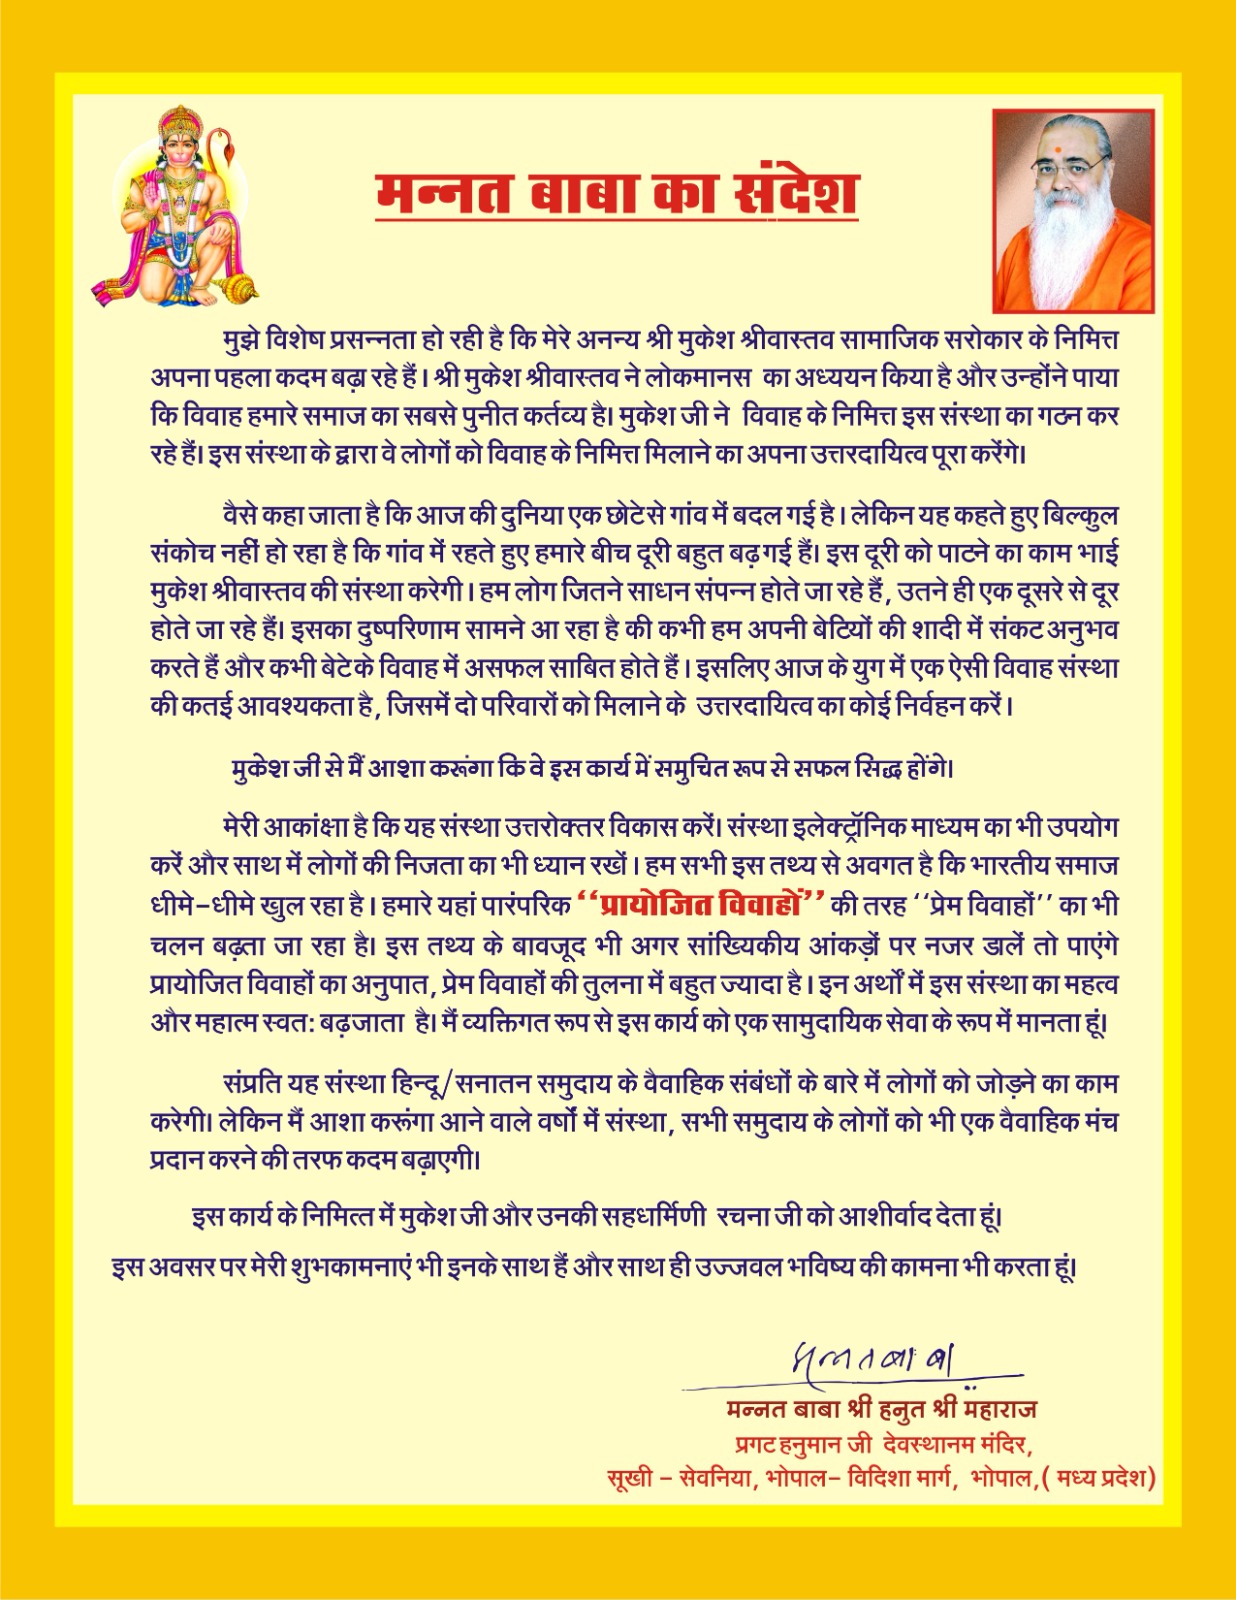 मन्नत बाबा का संदेश
मुझे विशेष प्रसन्नता हो रही है कि मेरे अनन्य श्री मुकेश श्रीवास्तव सामाजिक सरोकार के निमित्त
अपना पहला कदम बढ़ा रहे हैं। श्री मुकेश श्रीवास्तव ने लोकमानस का अध्ययन किया है और उन्होंने पाया
कि विवाह हमारे समाज का सबसे पुनीत कर्तव्य है। मुकेश जी ने विवाह के निमित्त इस संस्था का गठन कर
रहे हैं। इस संस्था के द्वारा वे लोगों को विवाह के निमित्त मिलाने का अपना उत्तरदायित्व पूरा करेंगे।
वैसे कहा जाता है कि आज की दुनिया एक छोटे से गांव में बदल गई है। लेकिन यह कहते हुए बिल्कुल
संकोच नहीं हो रहा है कि गांव में रहते हुए हमारे बीच दूरी बहुत बढ़ गई हैं। इस दूरी को पाटने का काम भाई
मुकेश श्रीवास्तव की संस्था करेगी। हम लोग जितने साधन संपन्न होते जा रहे हैं, उतने ही एक दूसरे से दूर
होते जा रहे हैं। इसका दुष्परिणाम सामने आ रहा है की कभी हम अपनी बेटियों की शादी में संकट अनुभव
करते हैं और कभी बेटे के विवाह में असफल साबित होते हैं। इसलिए आज के युग में एक ऐसी विवाह संस्था
की कतई आवश्यकता है, जिसमें दो परिवारों को मिलाने के उत्तरदायित्व का कोई निर्वहन करें।
मुकेश जी से मैं आशा करूंगा कि वे इस कार्य में समुचित रूप से सफल सिद्ध होंगे।
मेरी आकांक्षा है कि यह संस्था उत्तरोक्तर विकास करें। संस्था इलेक्ट्रॉनिक माध्यम का भी उपयोग
करें और साथ में लोगों की निजता का भी ध्यान रखें। हम सभी इस तथ्य से अवगत है कि भारतीय समाज
धीमे-धीमे खुल रहा है। हमारे यहां पारंपरिक ‘‘प्रायोजित विवाहों’’ की तरह ‘‘प्रेम विवाहों’’ का भी
चलन बढ़ता जा रहा है। इस तथ्य के बावजूद भी अगर सांख्यिकीय आंकड़ों पर नजर डालें तो पाएंगे
प्रायोजित विवाहों का अनुपात, प्रेम विवाहों की तुलना में बहुत ज्यादा है। इन अर्थों में इस संस्था का महत्व
और महात्म स्वत: बढ़ जाता है। मैं व्यक्तिगत रूप से इस कार्य को एक सामुदायिक सेवा के रूप में मानता हूं।
संप्रति यह संस्था हिन्दू/सनातन समुदाय के वैवाहिक संबंधों के बारे में लोगों को जोड़ने का काम
करेगी। लेकिन मैं आशा करूंगा आने वाले वर्षों में संस्था, सभी समुदाय के लोगों को भी एक वैवाहिक मंच
प्रदान करने की तरफ कदम बढ़ाएगी।
इस कार्य के निमित्त में मुकेश जी और उनकी सहधर्मिणी रचना जी को आशीर्वाद देता हूं।
इस अवसर पर मेरी शुभकामनाएं भी इनके साथ हैं और साथ ही उज्जवल भविष्य की कामना भी करता हूं।
मन्नत बाबा
मन्नत बाबा श्री हनुत श्री महाराज
प्रगट हनुमान जी देवस्थानम मंदिर,
सूखी - सेवनिया, भोपाल- विदिशा मार्ग, भोपाल,( मध्य प्रदेश)